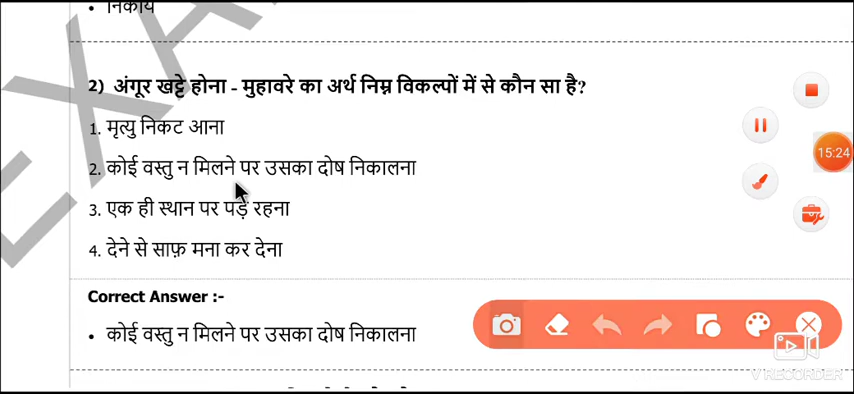 • निकाय
2) अंगूर खट्टे होना - मुहावरे का अर्थ निम्न विकल्पों में से कौन सा है?
1. मृत्यु निकट आना
2. कोई वस्तु न मिलने पर उसका दोष निकालना
3. एक ही स्थान पर पड़े रहना
4. देने से साफ़ मना कर देना
15:24
Correct Answer :-
• कोई वस्तु न मिलने पर उसका दोष निकालना
V RECORDER